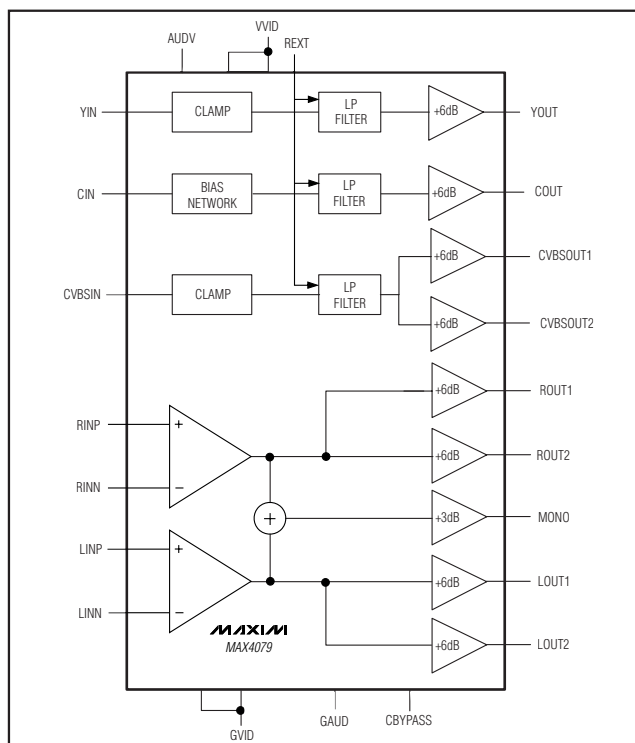 AUDV
VVID
REXT
YIN
CLAMP
LP
FILTER
+6dB
YOUT
CIN
BIAS
NETWORK
LP
FILTER
+6dB
COUT
CVBSIN
CLAMP
LP
FILTER
+6dB
CVBSOUT1
+6dB
CVBSOUT2
RINP
+
RINN
−
+6dB
ROUT1
+6dB
ROUT2
+
+3dB
MONO
LINP
+
LINN
−
+6dB
LOUT1
+6dB
LOUT2
MAXIM
MAX4079
GVID
GAUD
CBYPASS